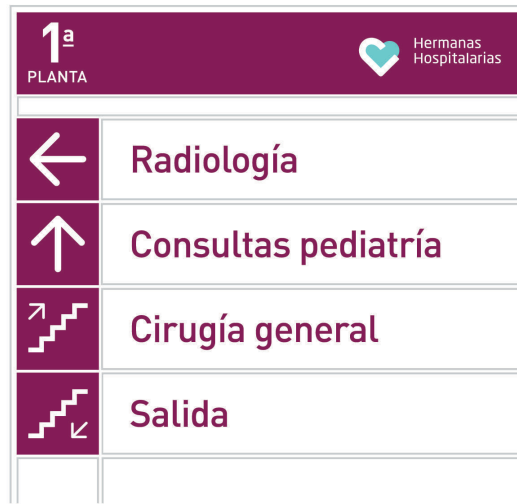 1ª
PLANTA
Hermanas
Hospitalarias
Radiología
Consultas pediatría
Cirugía general
Salida